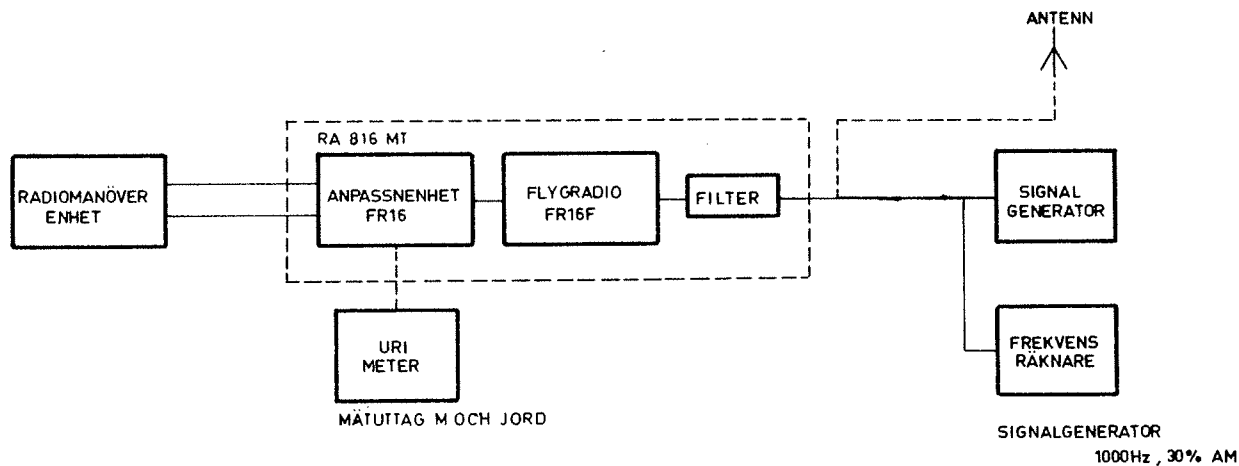 ANTENN
RA 816 MT
RADIOMANÖVER
ENHET
ANPASSNENHET
FR16
FLYGRADIO
FR16F
FILTER
SIGNAL
GENERATOR
URI
METER
FREKVENS
RÄKNARE
MÄTUTTAG M OCH JORD
SIGNALGENERATOR
1000Hz, 30% AM